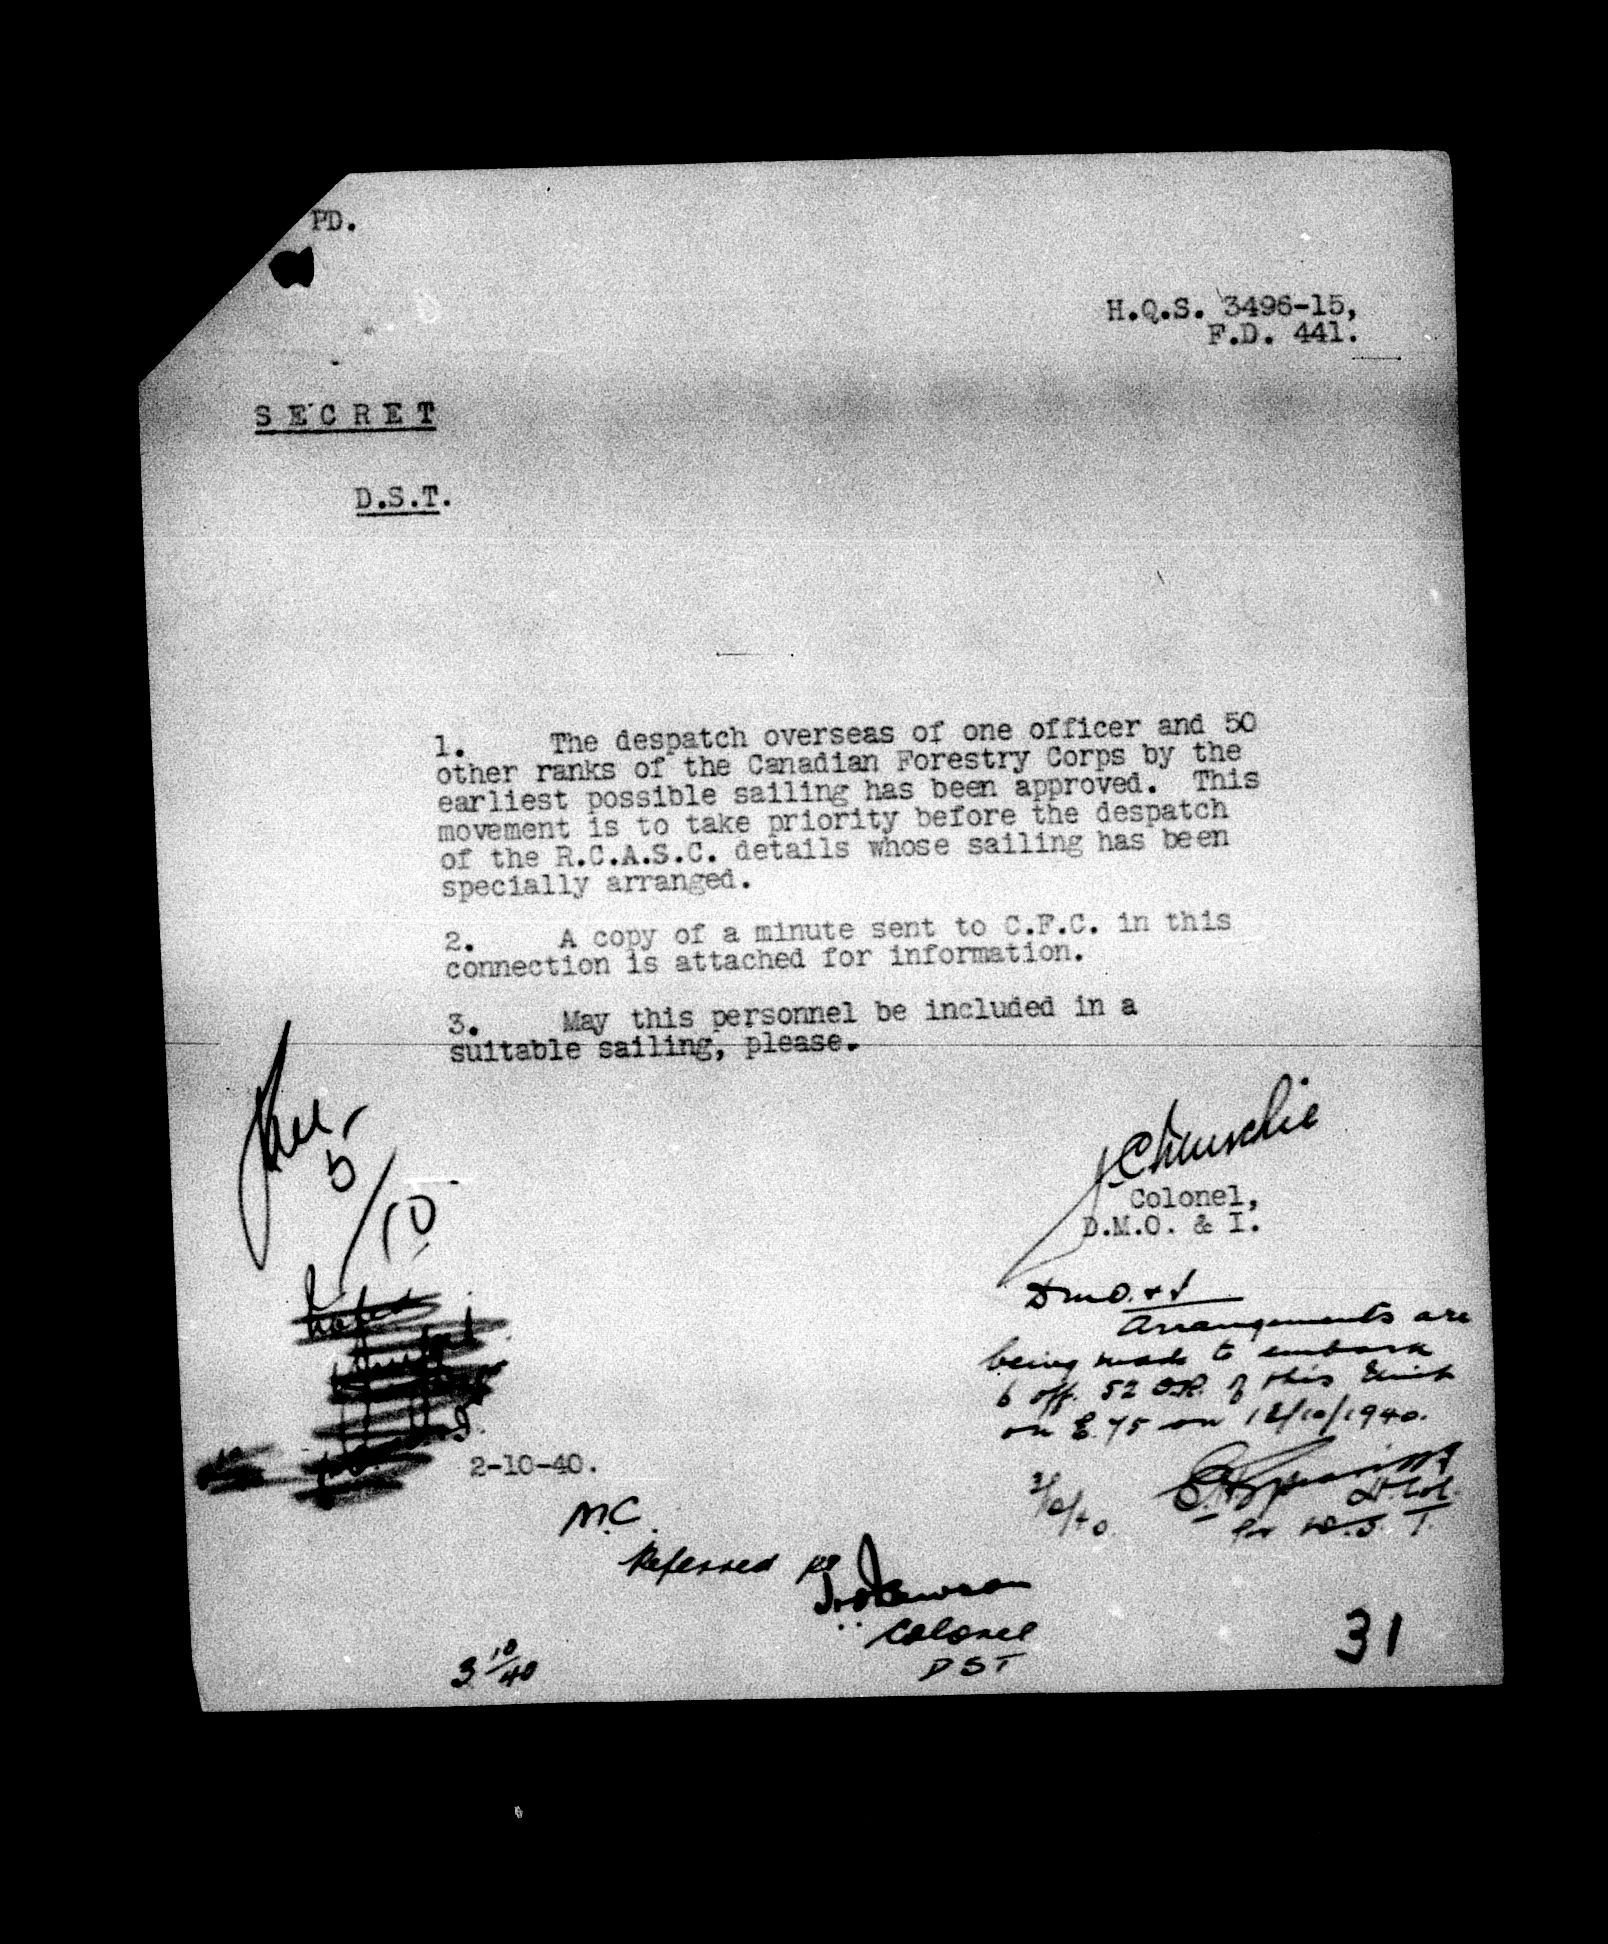 PD.
H.Q.S. 3496-15,
F.D. 441.
S E C R E T
D.S.T.
1. The despatch overseas of one officer and 50
other ranks of the Canadian Forestry Corps by the
earliest possible sailing has been approved. This
movement is to take priority before the despatch
of the R.C.A.S.C. details whose sailing has been
specially arranged.
2. A copy of a minute sent to C.F.C. in this
connection is attached for information.
3. May this personnel be included in a
suitable sailing, please.
5/10
Colonel,
D.M.O. & I.
D.M.O. & I
Arrangements are
being made to embark
6 off. 52 OR. of this Unit
on E. 45 on 12/10/1940.
Lt. Col.
for D.S.T.
2-10-40.
M.C.
Referred
Colonel
DST
3 10/40
31